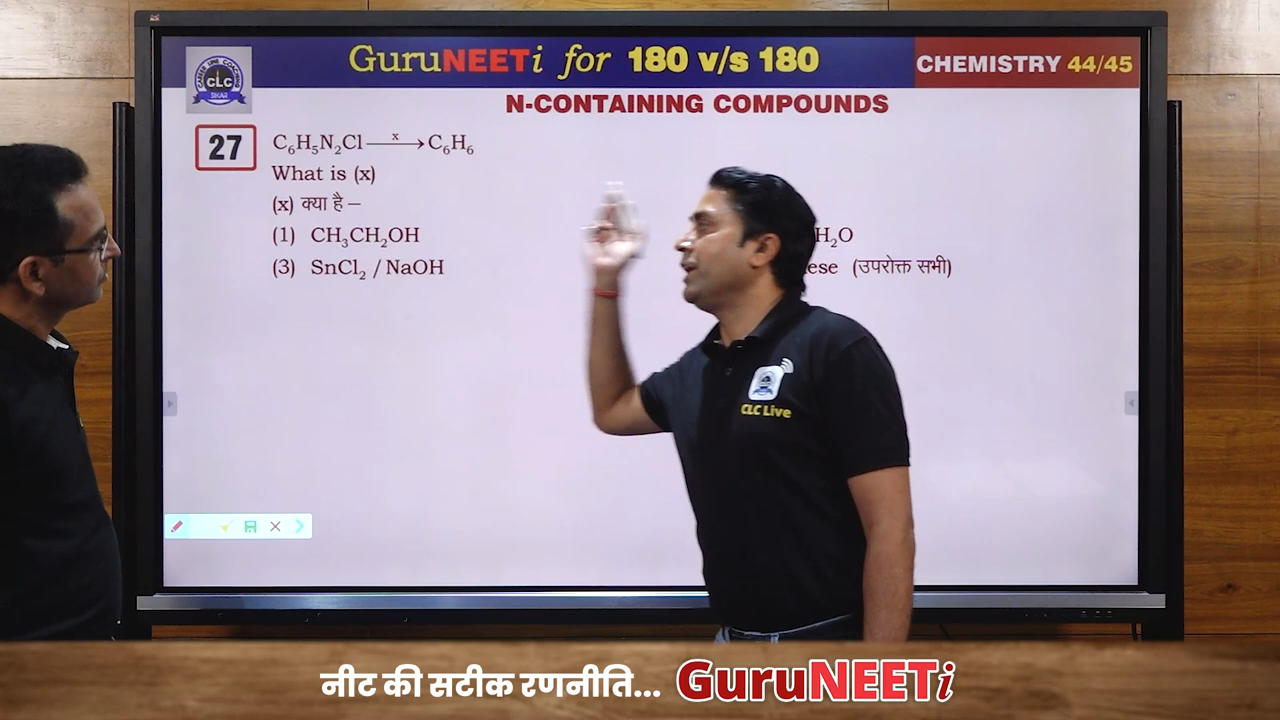 GuruNEETi for 180 v/s 180
CHEMISTRY 44/45
CLC
SIKAR
N-CONTAINING COMPOUNDS
27
C₆H₅N₂Cl —x→ C₆H₆
What is (x)
(x) क्या है –
(1) CH₃CH₂OH
H₂O
(3) SnCl₂ / NaOH
(उपरोक्त सभी)
CLC Live
नीट की सटीक रणनीति... GuruNEETi